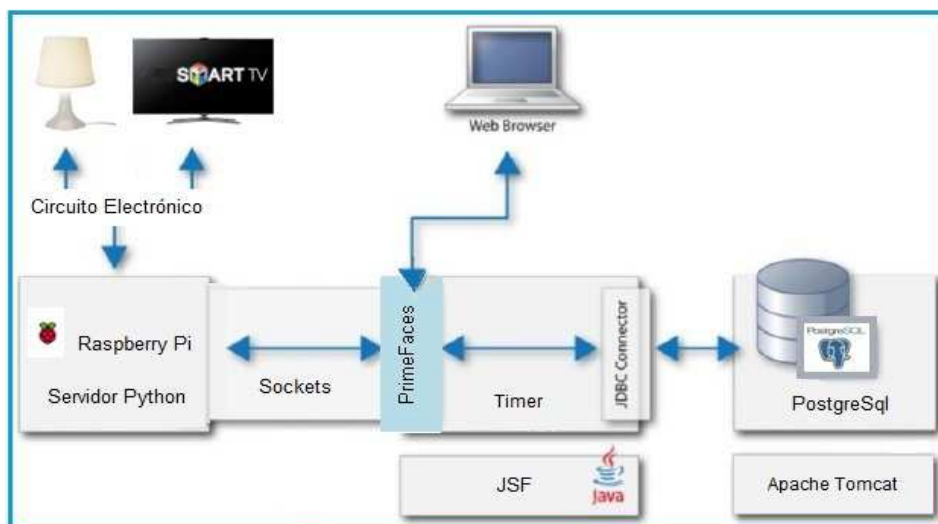 SMART TV
Web Browser
Circuito Electrónico
Raspberry Pi
Servidor Python
Sockets
PrimeFaces
Timer
JDBC Connector
PostgreSQL
PostgreSql
JSF
Java
Apache Tomcat